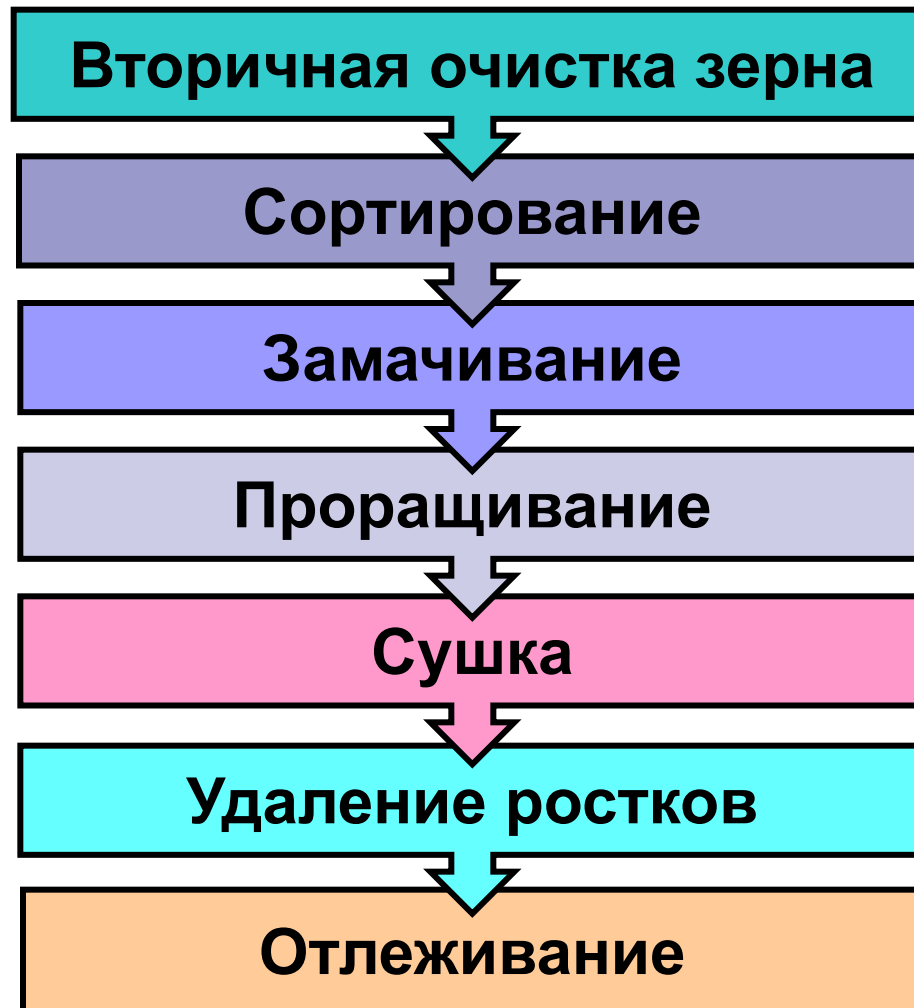 Вторичная очистка зерна
Сортирование
Замачивание
Проращивание
Сушка
Удаление ростков
Отлеживание